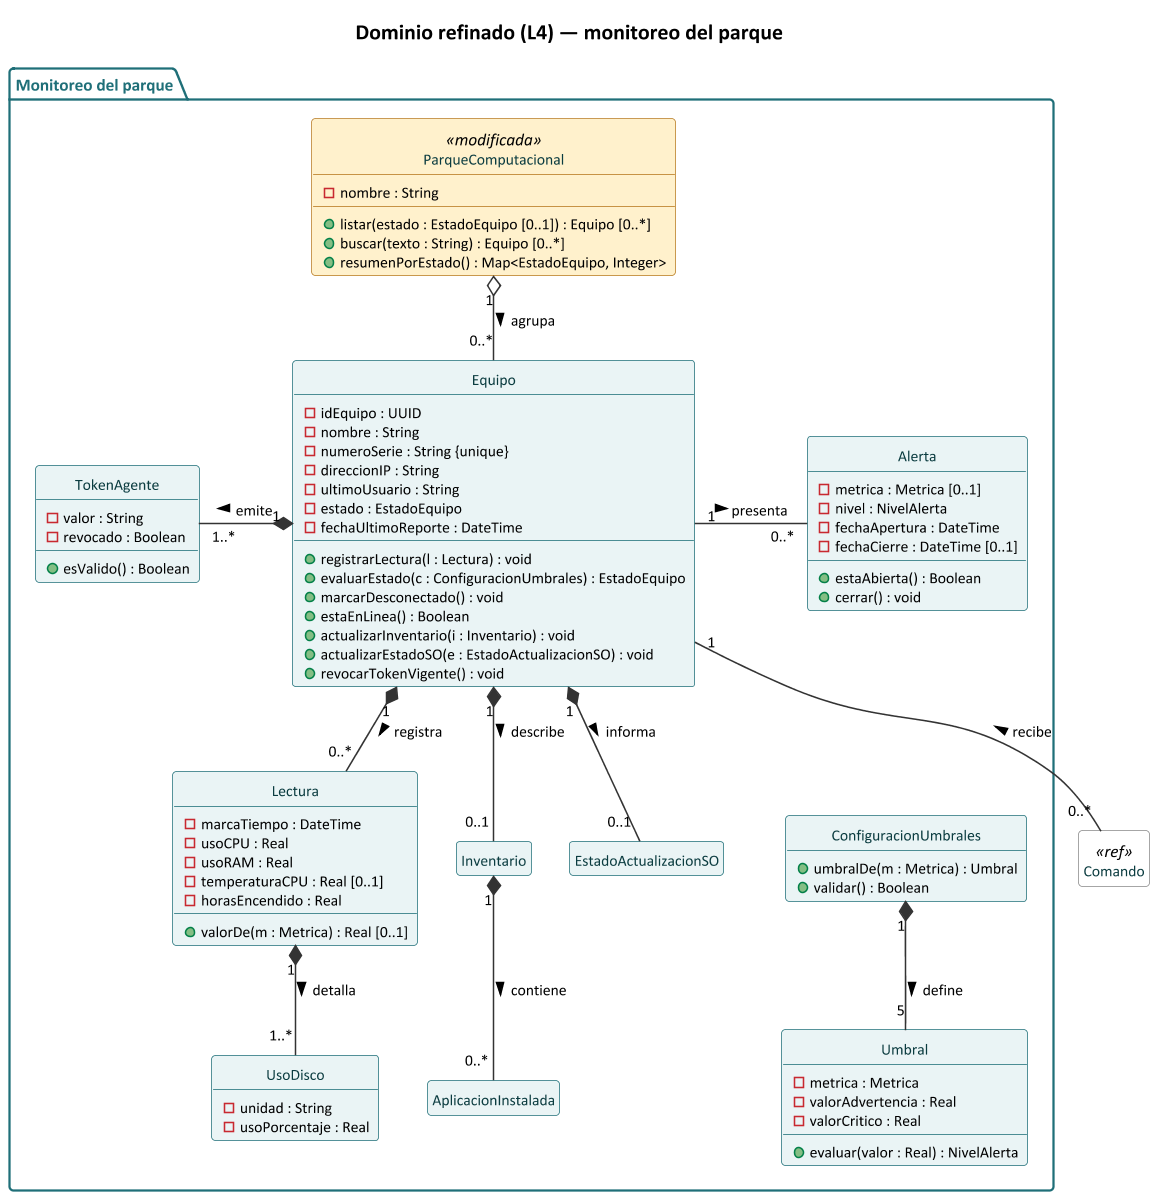 Dominio refinado (L4) — monitoreo del parque
Monitoreo del parque
«modificada»
ParqueComputacional
nombre : String
listar(estado : EstadoEquipo [0..1]) : Equipo [0..*]
buscar(texto : String) : Equipo [0..*]
resumenPorEstado() : Map<EstadoEquipo, Integer>
1
agrupa
0..*
Equipo
idEquipo : UUID
nombre : String
numeroSerie : String {unique}
direccionIP : String
ultimoUsuario : String
estado : EstadoEquipo
fechaUltimoReporte : DateTime
registrarLectura(l : Lectura) : void
evaluarEstado(c : ConfiguracionUmbrales) : EstadoEquipo
marcarDesconectado() : void
estaEnLinea() : Boolean
actualizarInventario(i : Inventario) : void
actualizarEstadoSO(e : EstadoActualizacionSO) : void
revocarTokenVigente() : void
TokenAgente
valor : String
revocado : Boolean
esValido() : Boolean
emite
1
1..*
Alerta
metrica : Metrica [0..1]
nivel : NivelAlerta
fechaApertura : DateTime
fechaCierre : DateTime [0..1]
estaAbierta() : Boolean
cerrar() : void
1
presenta
0..*
1
recibe
0..*
«ref»
Comando
1
registra
0..*
1
describe
0..1
1
informa
0..1
Lectura
marcaTiempo : DateTime
usoCPU : Real
usoRAM : Real
temperaturaCPU : Real [0..1]
horasEncendido : Real
valorDe(m : Metrica) : Real [0..1]
Inventario
EstadoActualizacionSO
ConfiguracionUmbrales
umbralDe(m : Metrica) : Umbral
validar() : Boolean
1
detalla
1..*
1
contiene
0..*
1
define
5
UsoDisco
unidad : String
usoPorcentaje : Real
AplicacionInstalada
Umbral
metrica : Metrica
valorAdvertencia : Real
valorCritico : Real
evaluar(valor : Real) : NivelAlerta